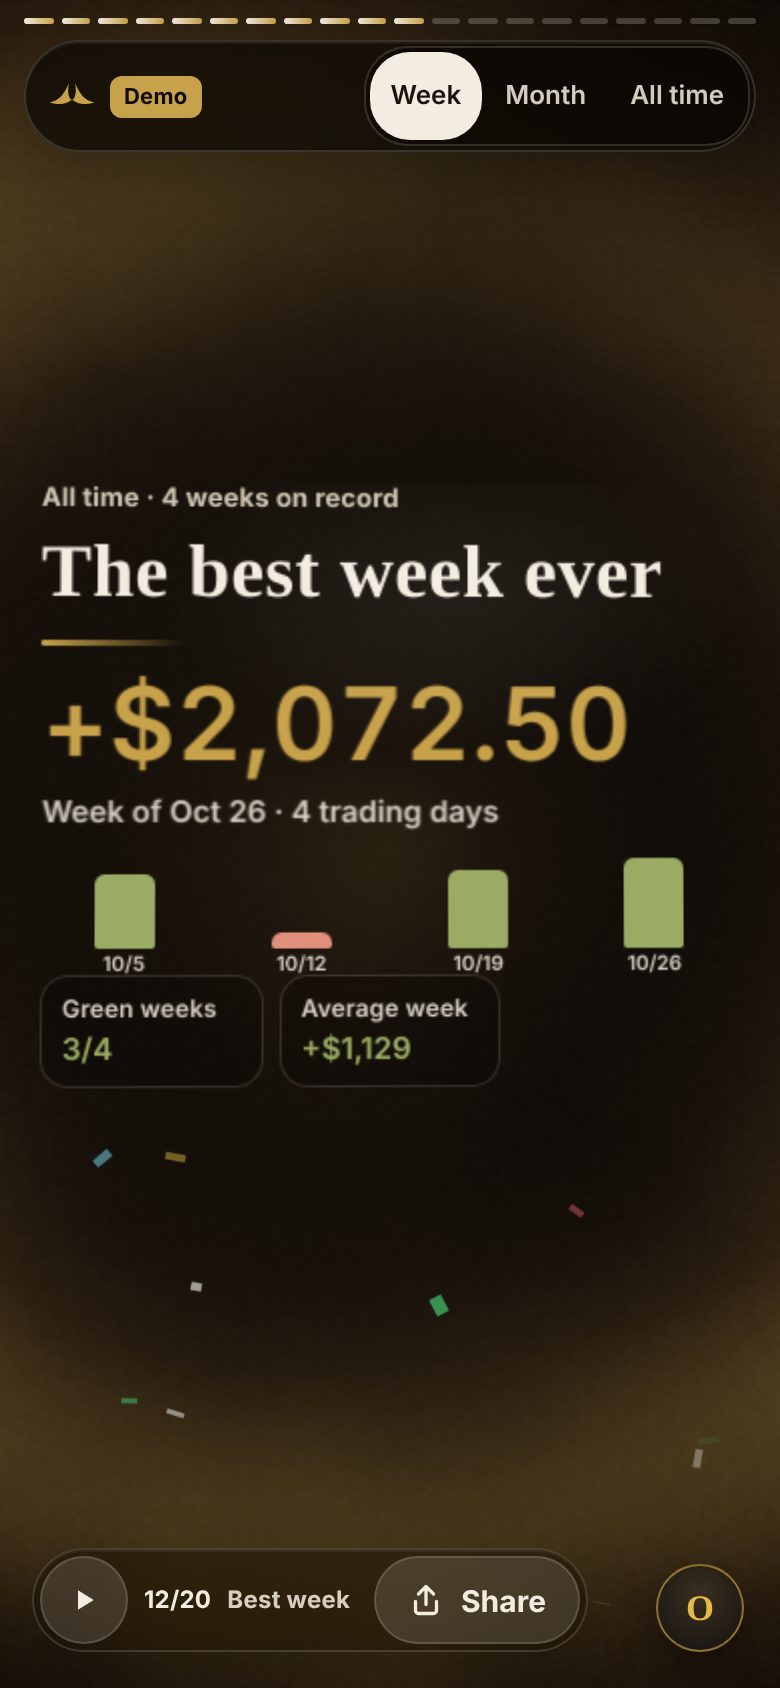 Demo
Week Month All time
All time · 4 weeks on record
The best week ever
+$2,072.50
Week of Oct 26 · 4 trading days
10/5 10/12 10/19 10/26
Green weeks
3/4
Average week
+$1,129
12/20 Best week
Share
O